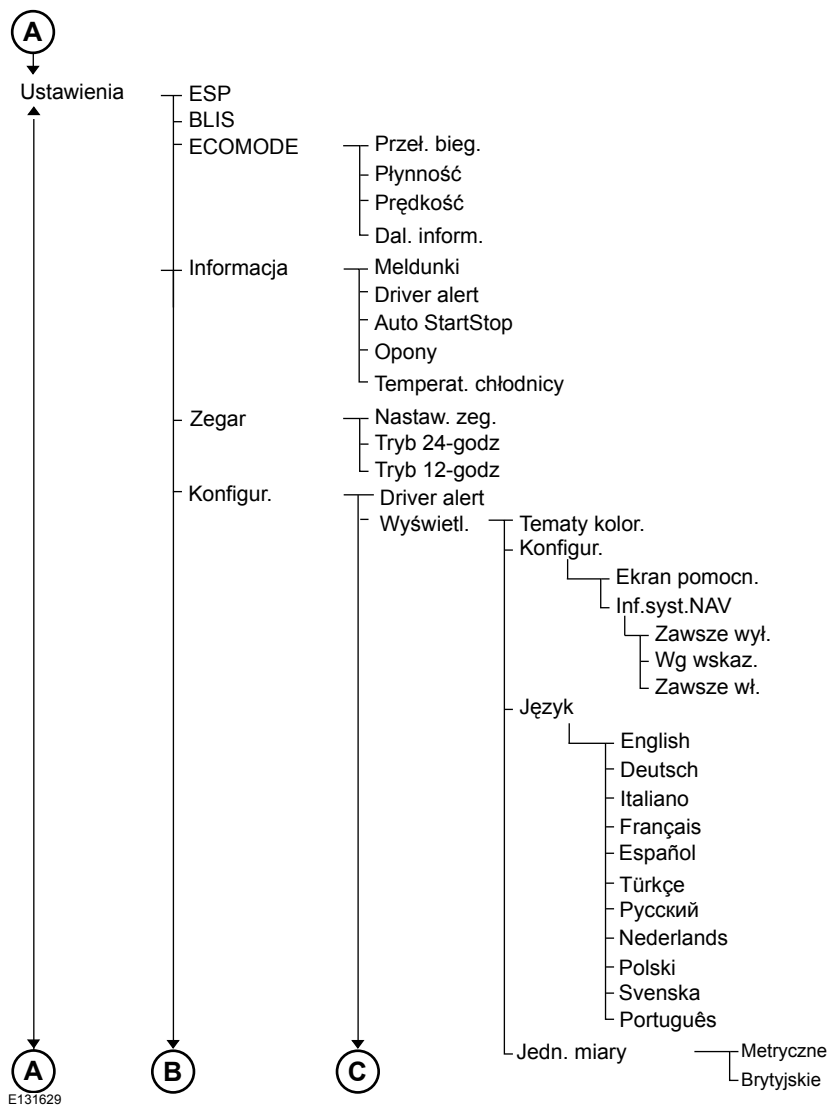 A
Ustawienia
ESP
BLIS
ECOMODE
Przeł. bieg.
Płynność
Prędkość
Dal. inform.
Informacja
Meldunki
Driver alert
Auto StartStop
Opony
Temperat. chłodnicy
Zegar
Nastaw. zeg.
Tryb 24-godz
Tryb 12-godz
Konfigur.
Driver alert
Wyświetl.
Tematy kolor.
Konfigur.
Ekran pomocn.
Inf.syst.NAV
Zawsze wył.
Wg wskaz.
Zawsze wł.
Język
English
Deutsch
Italiano
Français
Español
Türkçe
Русский
Nederlands
Polski
Svenska
Português
Jedn. miary
Metryczne
Brytyjskie
A
B
C
E131629